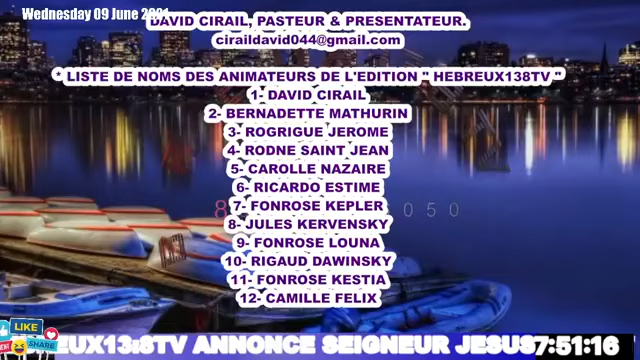 Wednesday 09 June 2021
DAVID CIRAIL, PASTEUR & PRESENTATEUR.
ciraildavid044@gmail.com
* LISTE DE NOMS DES ANIMATEURS DE L'EDITION " HEBREUX138TV "
1- DAVID CIRAIL
2- BERNADETTE MATHURIN
3- ROGRIGUE JEROME
4- RODNE SAINT JEAN
5- CAROLLE NAZAIRE
6- RICARDO ESTIME
7- FONROSE KEPLER
8- JULES KERVENSKY
9- FONROSE LOUNA
10- RIGAUD DAWINSKY
11- FONROSE KESTIA
12- CAMILLE FELIX
LIKE
SHARE
EUX13:8TV ANNONCE SEIGNEUR JESUS 7:51:16